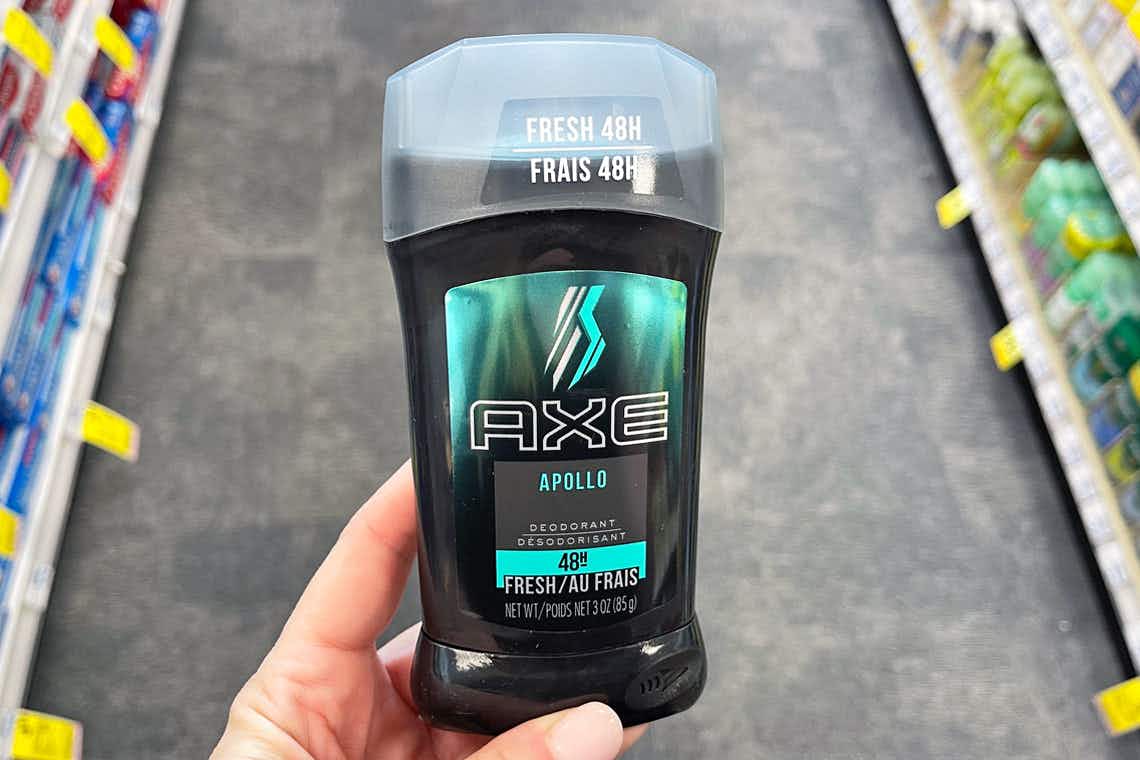 FRESH 48H
FRAIS 48H
AXE
APOLLO
DEODORANT
DÉSODORISANT
48H
FRESH/AU FRAIS
NET WT/POIDS NET 3 OZ (85 g)